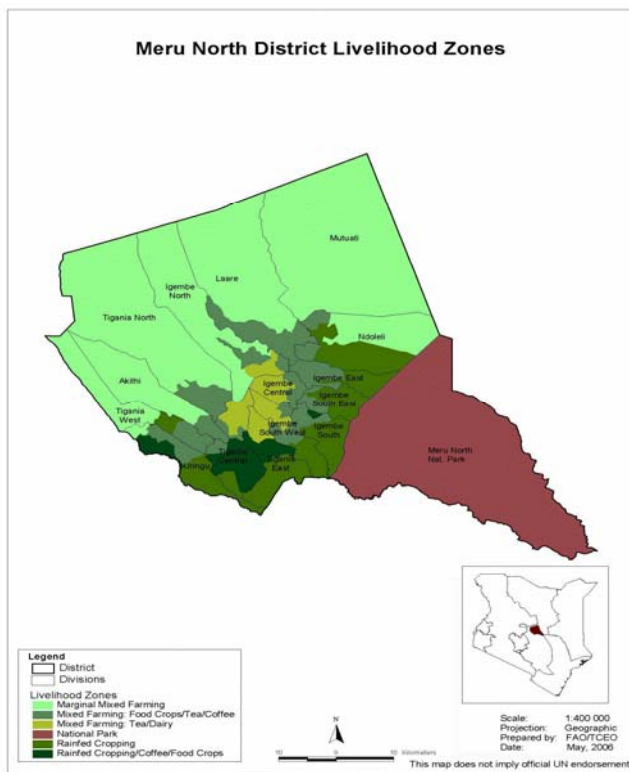 Meru North District Livelihood Zones
Mutuati
Laare
Igembe
North
Tigania North
Ndoleli
Akithi
Igembe
Central
Igembe East
Igembe
South East
Tigania
West
Igembe
South West
Igembe
South
Central
East
Meru North
Nat. Park
Legend
District
Divisions
Livelihood Zones
Marginal Mixed Farming
Mixed Farming: Food Crops/Tea/Coffee
Mixed Farming: Tea/Dairy
National Park
Rainfed Cropping
Rainfed Cropping/Coffee/Food Crops
N
10 0 10 Kilometers
Scale: 1:400 000
Projection: Geographic
Prepared by: FAO/TCEO
Date: May, 2006
This map does not imply official UN endorsement